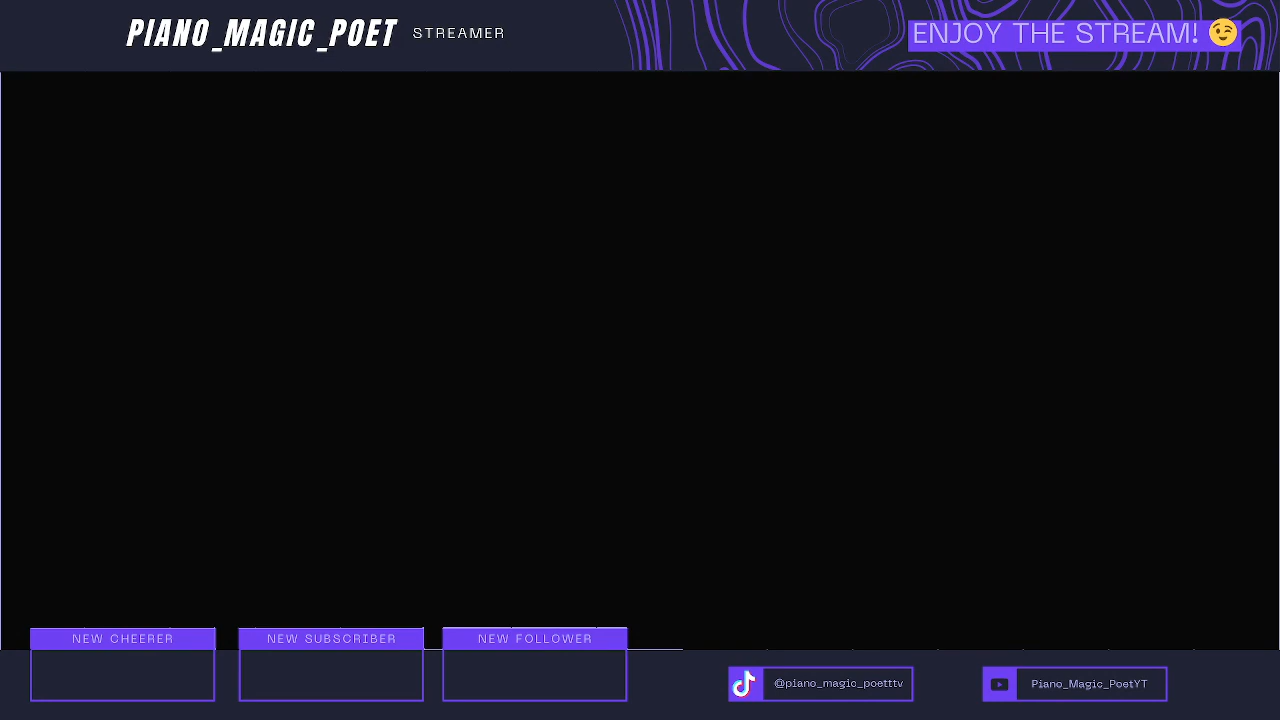 PIANO_MAGIC_POET STREAMER
ENJOY THE STREAM! 😉
NEW CHEERER
NEW SUBSCRIBER
NEW FOLLOWER
@piano_magic_poetttv
Piano_Magic_PoetYT